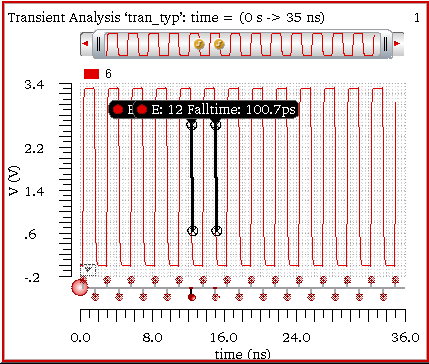 Transient Analysis ‘tran_typ’: time = (0 s -> 35 ns) 1
6
3.4
E: 12 Falltime: 100.7ps
2.2
V (V)
1.4
.6
.2
0.0 8.0 16.0 24.0 36.0
time (ns)